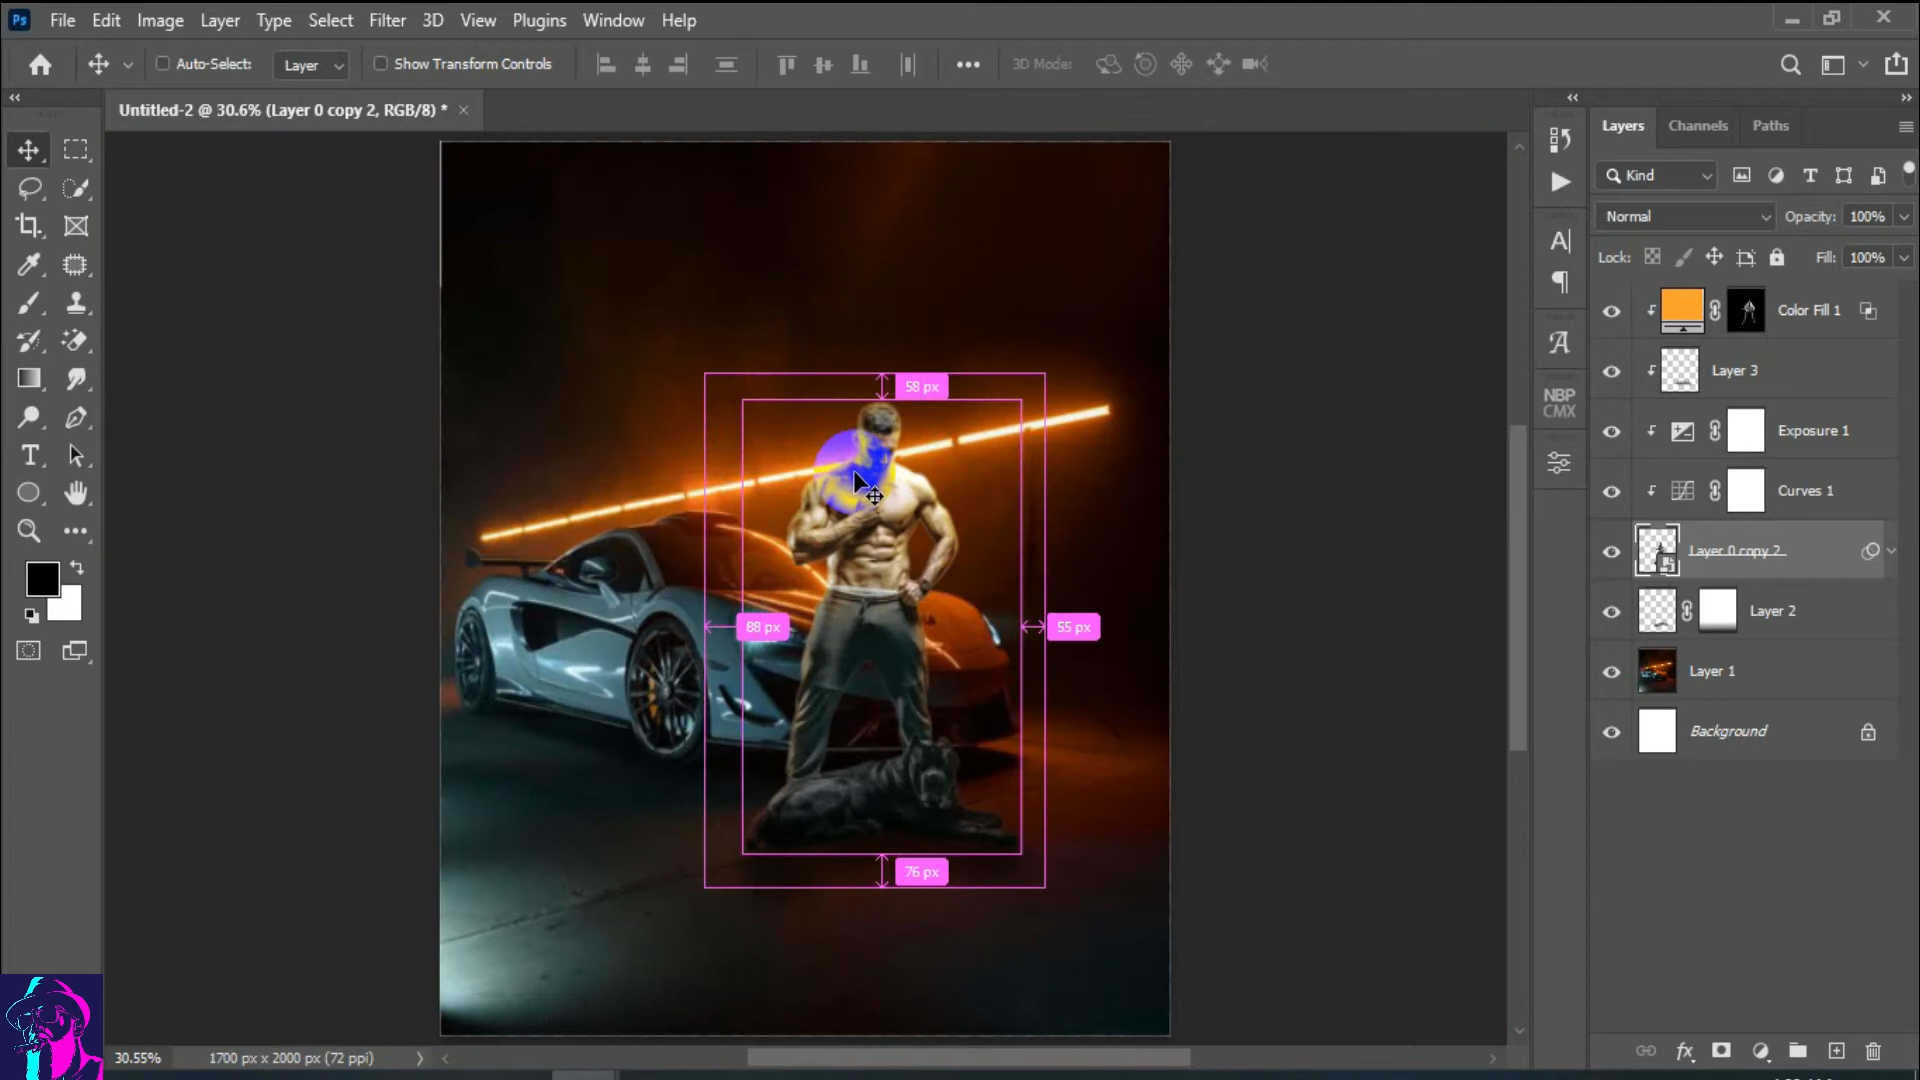 Ps File Edit Image Layer Type Select Filter 3D View Plugins Window Help
Auto-Select: Layer Show Transform Controls 3D Mode:
Untitled-2 @ 30.6% (Layer 0 copy 2, RGB/8) *
Layers Channels Paths
Kind
Normal Opacity: 100%
Lock: Fill: 100%
Color Fill 1
Layer 3
Exposure 1
Curves 1
Layer 0 copy 2
Layer 2
Layer 1
Background
NBP
CMX
58 px
88 px
55 px
76 px
30.55% 1700 px x 2000 px (72 ppi)